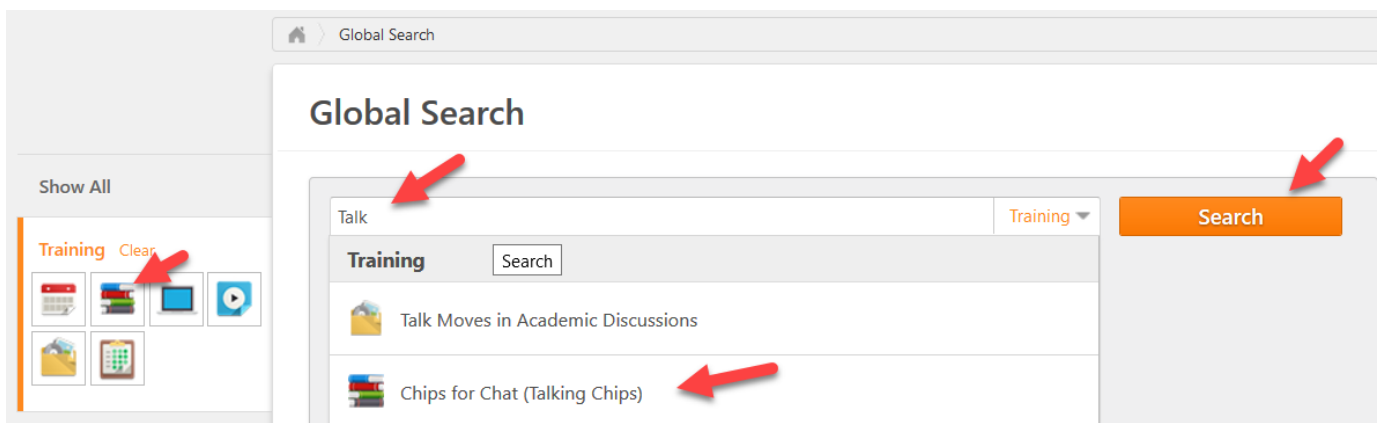 Global Search
Global Search
Show All
Talk
Training
Search
Training Clear
Training
Search
Talk Moves in Academic Discussions
Chips for Chat (Talking Chips)